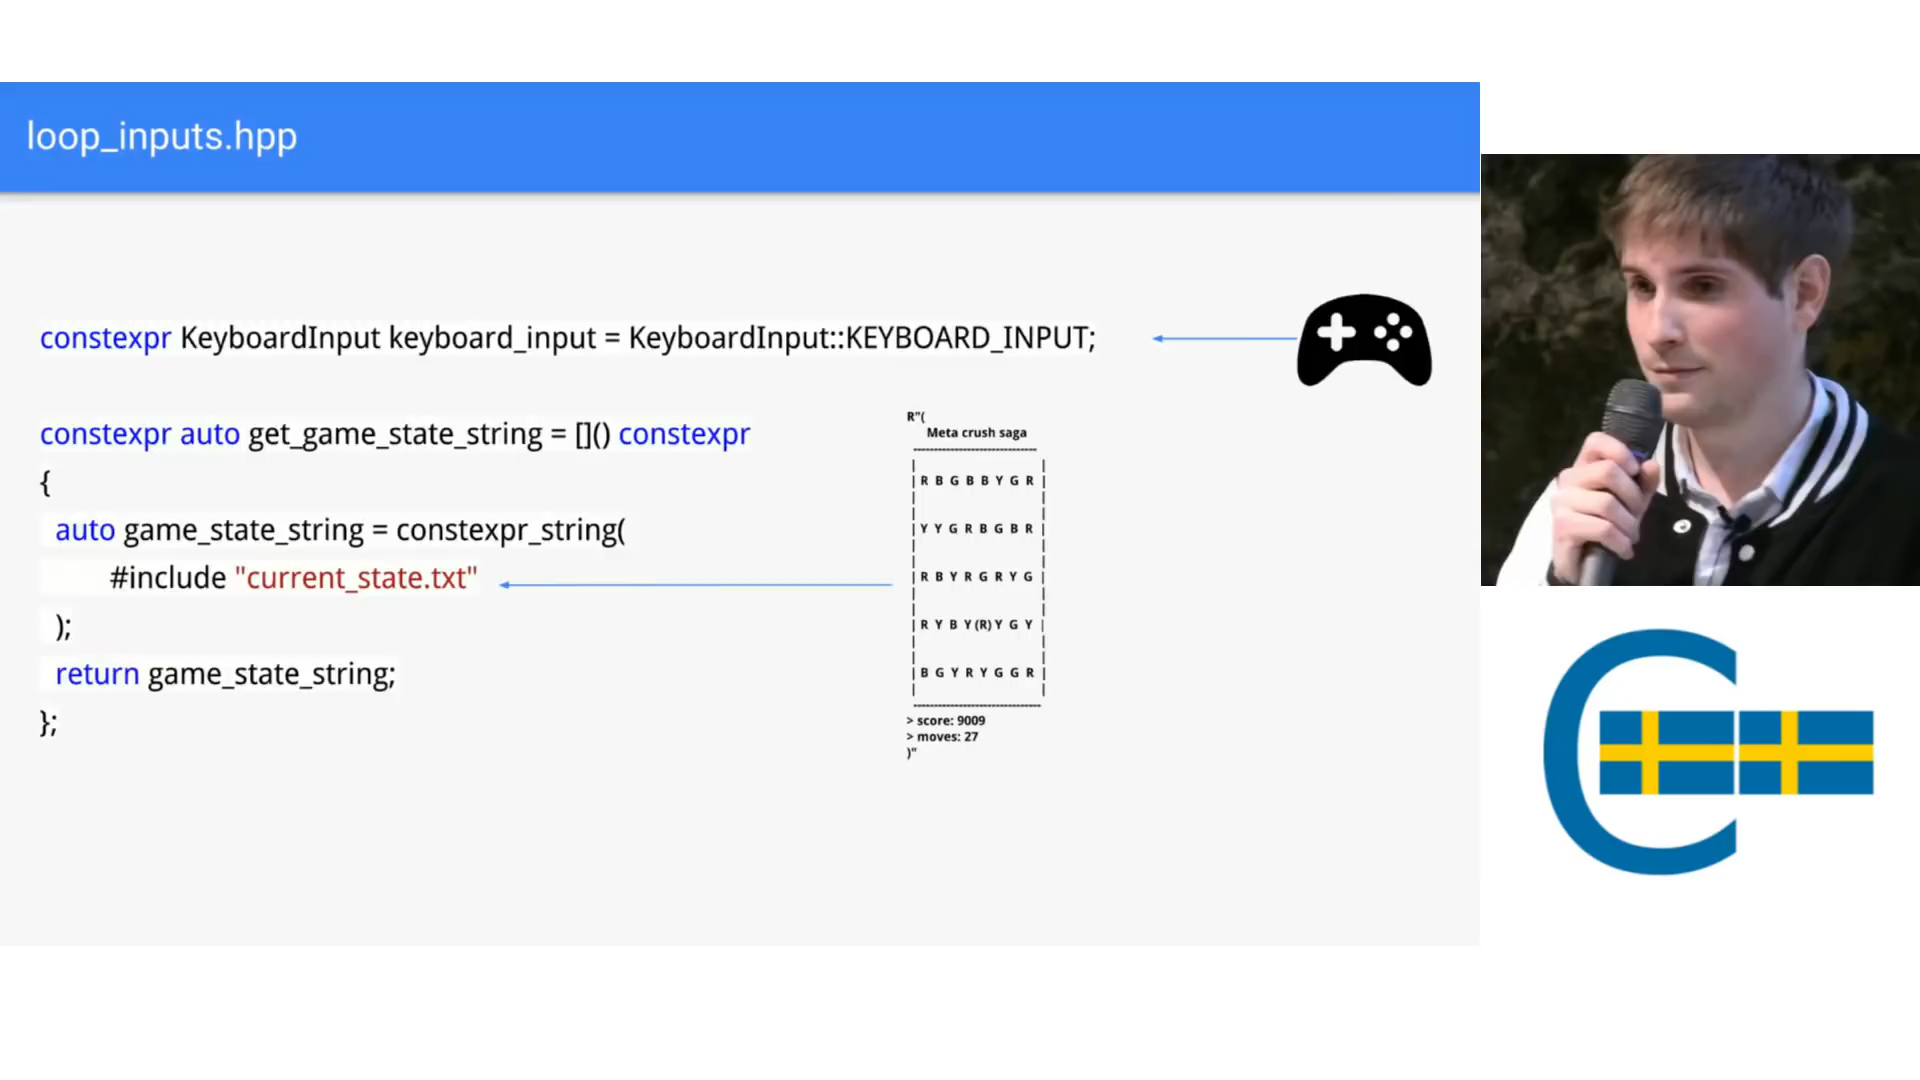 loop_inputs.hpp
constexpr KeyboardInput keyboard_input = KeyboardInput::KEYBOARD_INPUT;
constexpr auto get_game_state_string = []() constexpr
{
auto game_state_string = constexpr_string(
#include "current_state.txt"
);
return game_state_string;
};
R"(
Meta crush saga
--------------------------------
| R B G B B Y G R |
| Y Y G R B G B R |
| R B Y R G R Y G |
| R Y B Y (R) Y G Y |
| B G Y R Y G G R |
--------------------------------
> score: 9009
> moves: 27
)"
C